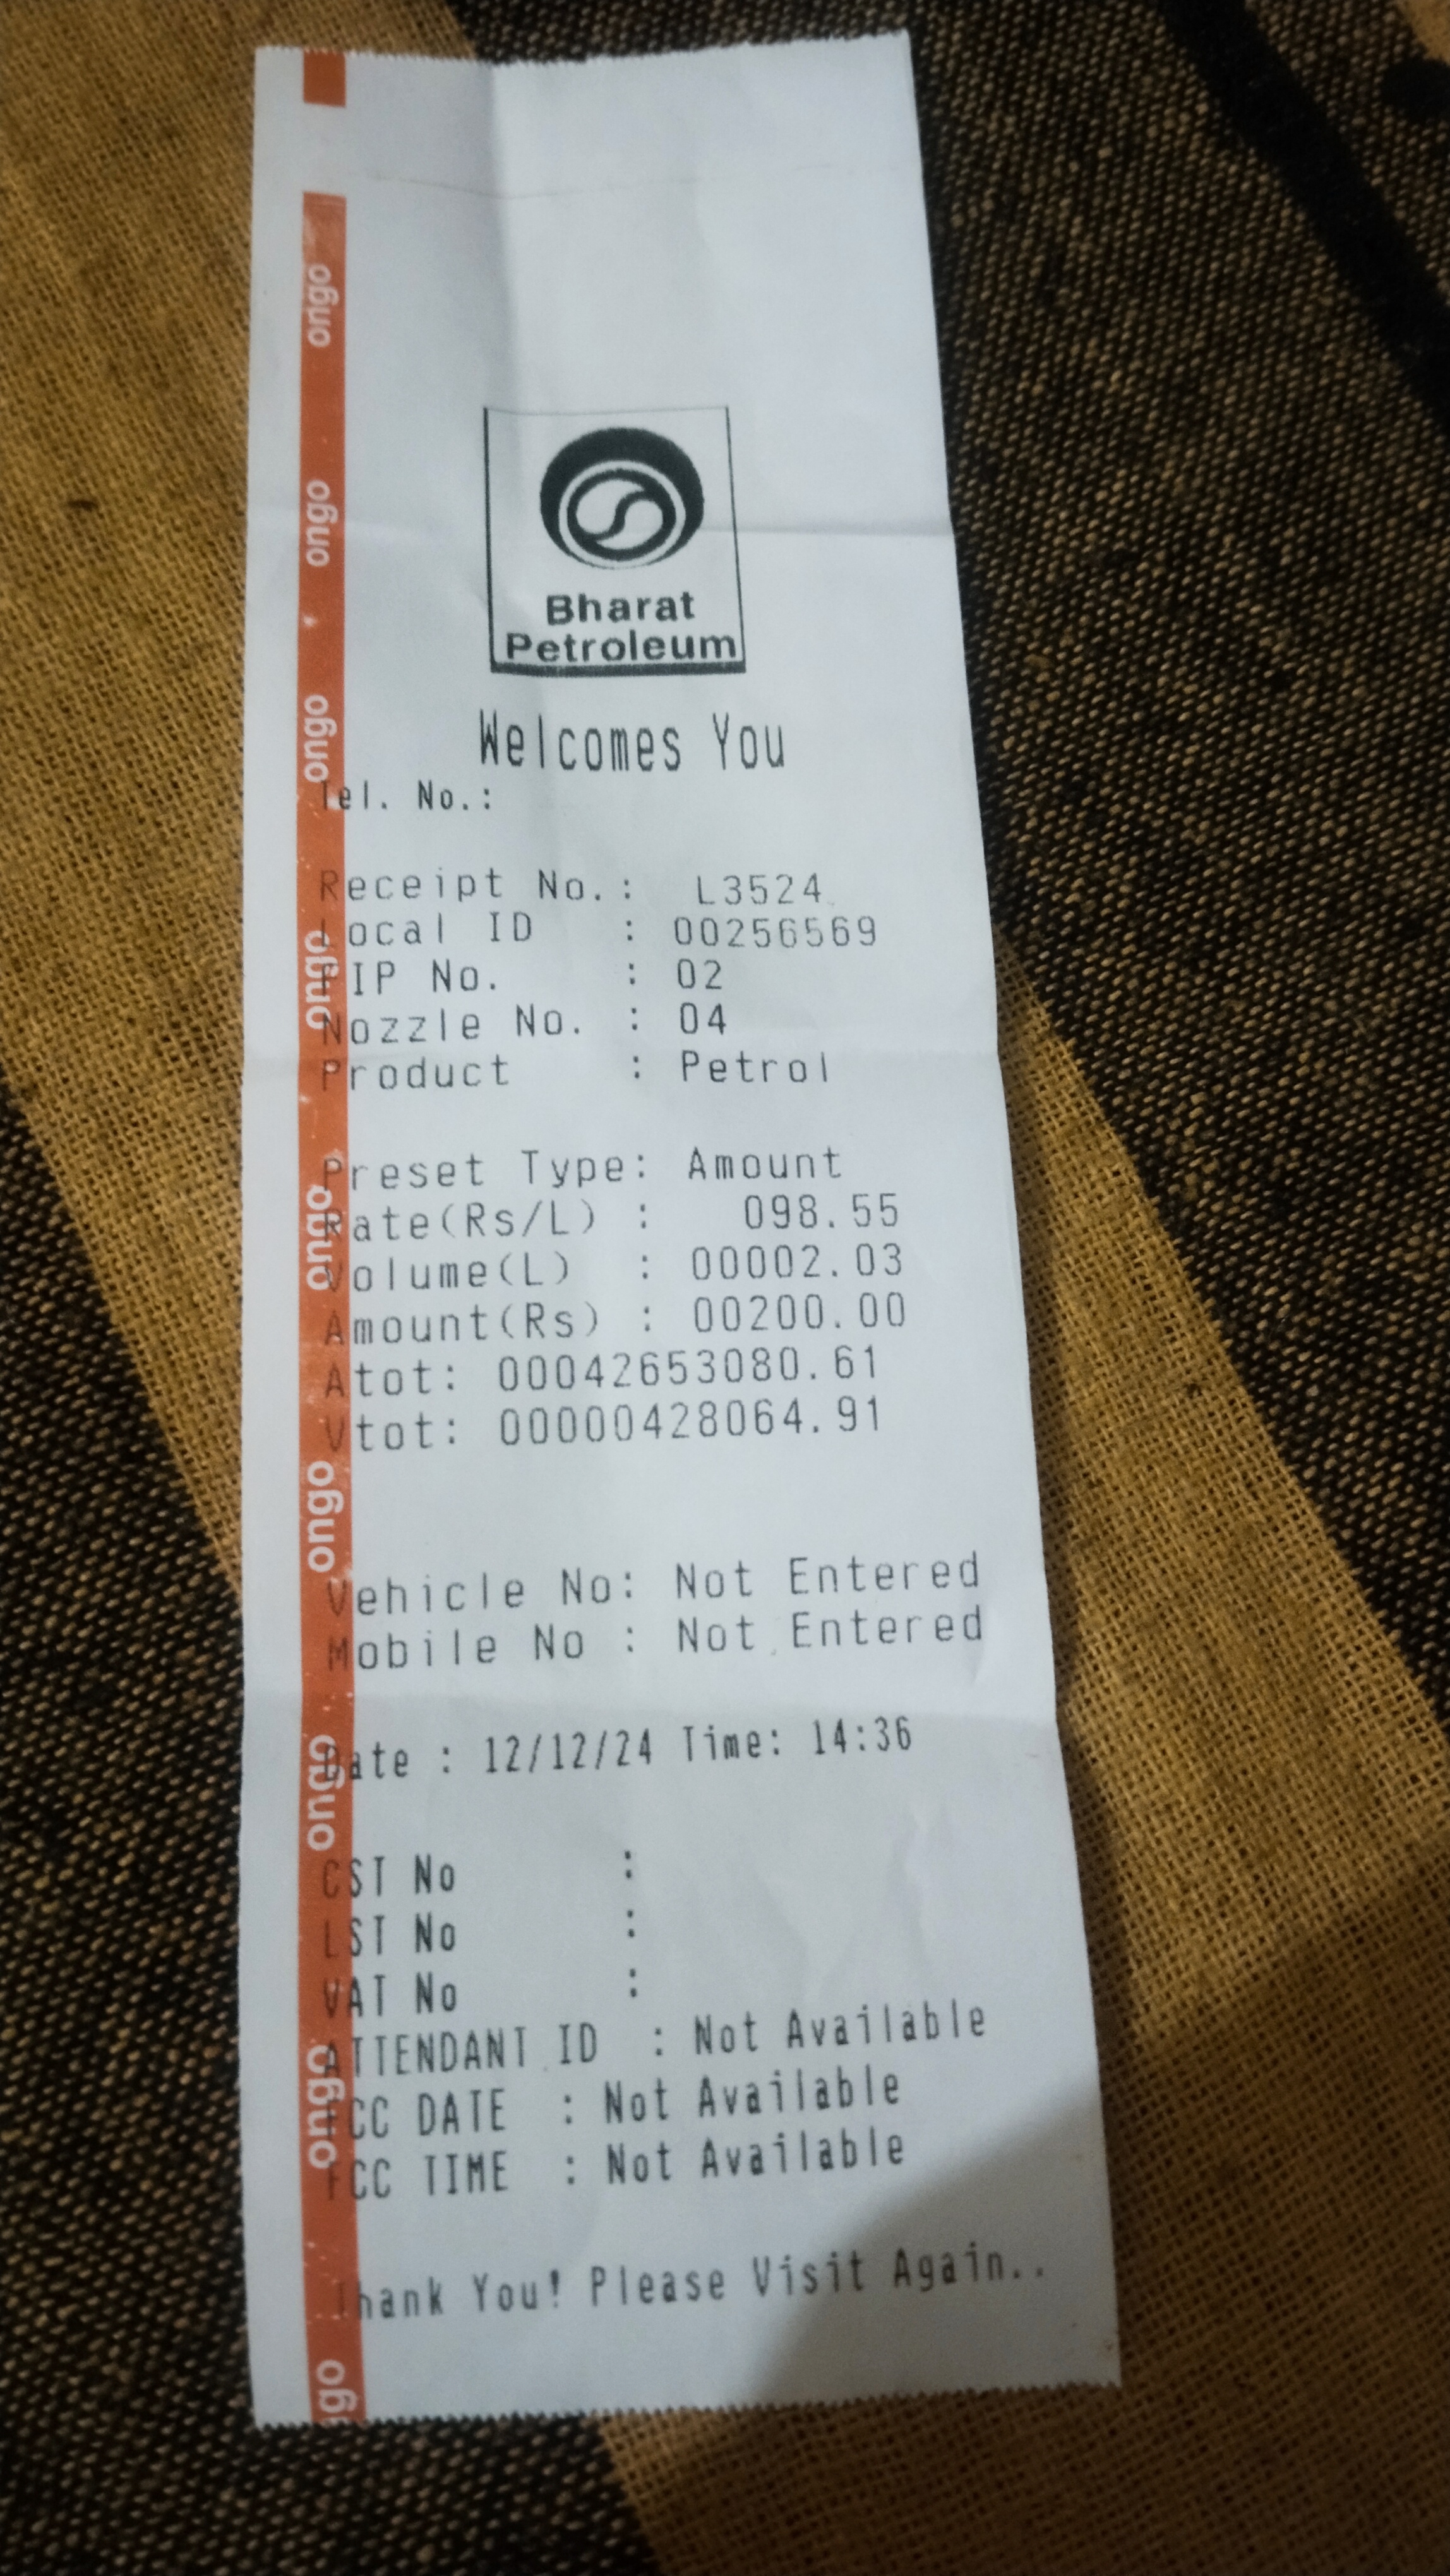 Bharat
Petroleum
Welcomes You
Tel. No.:
Receipt No.: L3524
Local ID : 00256569
FIP No. : 02
Nozzle No. : 04
Product : Petrol
Preset Type: Amount
Rate(Rs/L) : 098.55
Volume(L) : 00002.03
Amount(Rs) : 00200.00
Atot: 00042653080.61
Vtot: 00000428064.91
Vehicle No: Not Entered
Mobile No : Not Entered
Date : 12/12/24 Time: 14:36
CST No :
LST No :
VAT No :
ATTENDANT ID : Not Available
FCC DATE : Not Available
FCC TIME : Not Available
Thank You! Please Visit Again..
ongo
ongo
ongo
ongo
ongo
ongo
ongo
ongo
go